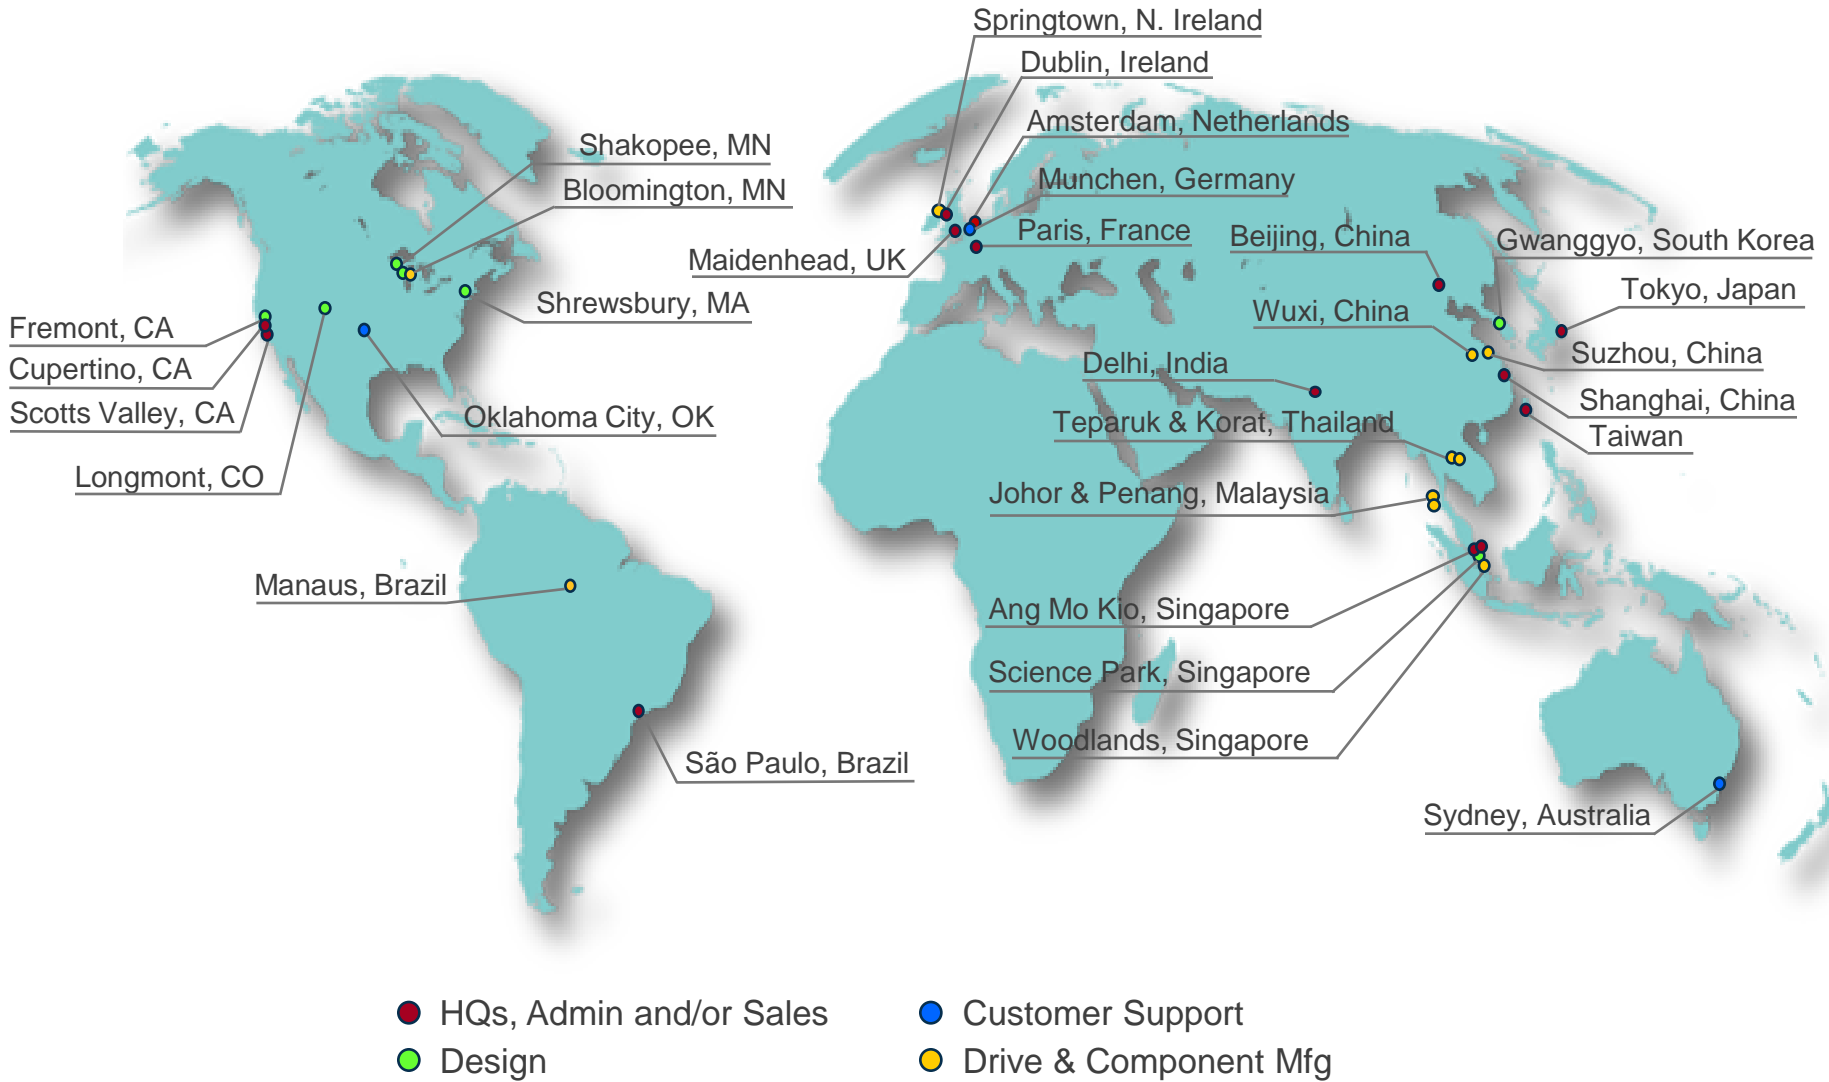 Springtown, N. Ireland
Dublin, Ireland
Amsterdam, Netherlands
Shakopee, MN
Bloomington, MN
Munchen, Germany
Paris, France
Beijing, China
Gwanggyo, South Korea
Maidenhead, UK
Tokyo, Japan
Shrewsbury, MA
Wuxi, China
Fremont, CA
Suzhou, China
Cupertino, CA
Delhi, India
Shanghai, China
Scotts Valley, CA
Oklahoma City, OK
Teparuk & Korat, Thailand
Taiwan
Longmont, CO
Johor & Penang, Malaysia
Manaus, Brazil
Ang Mo Kio, Singapore
Science Park, Singapore
Woodlands, Singapore
São Paulo, Brazil
Sydney, Australia
HQs, Admin and/or Sales
Customer Support
Design
Drive & Component Mfg